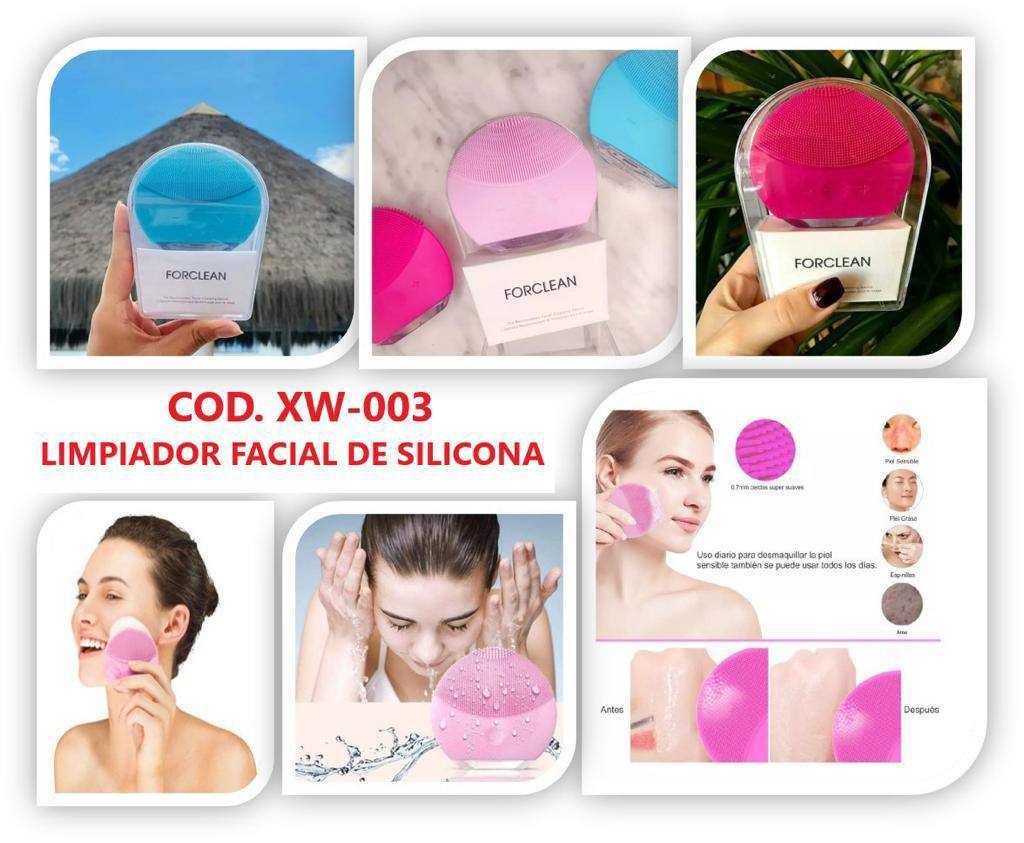 FORCLEAN
FORCLEAN
FORCLEAN
COD. XW-003
LIMPIADOR FACIAL DE SILICONA
0.7mm cerdas super suaves
Piel Sensible
Piel Grasa
Espinillas
Acne
Uso diario para desmaquillar la piel
sensible también se puede usar todos los días.
Antes
Después